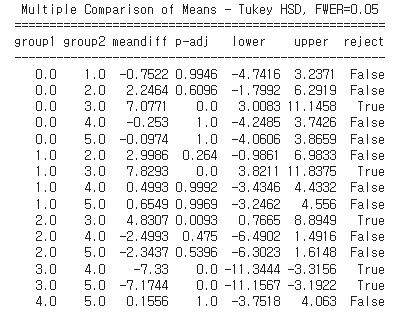 Multiple Comparison of Means - Tukey HSD, FWER=0.05
====================================================
group1 group2 meandiff p-adj lower upper reject
----------------------------------------------------
0.0 1.0 -0.7522 0.9946 -4.7416 3.2371 False
0.0 2.0 2.2464 0.6096 -1.7992 6.2919 False
0.0 3.0 7.0771 0.0 3.0083 11.1458 True
0.0 4.0 -0.253 1.0 -4.2485 3.7426 False
0.0 5.0 -0.0974 1.0 -4.0606 3.8659 False
1.0 2.0 2.9986 0.264 -0.9861 6.9833 False
1.0 3.0 7.8293 0.0 3.8211 11.8375 True
1.0 4.0 0.4993 0.9992 -3.4346 4.4332 False
1.0 5.0 0.6549 0.9969 -3.2462 4.556 False
2.0 3.0 4.8307 0.0093 0.7665 8.8949 True
2.0 4.0 -2.4993 0.475 -6.4902 1.4916 False
2.0 5.0 -2.3437 0.5396 -6.3023 1.6148 False
3.0 4.0 -7.33 0.0 -11.3444 -3.3156 True
3.0 5.0 -7.1744 0.0 -11.1567 -3.1922 True
4.0 5.0 0.1556 1.0 -3.7518 4.063 False